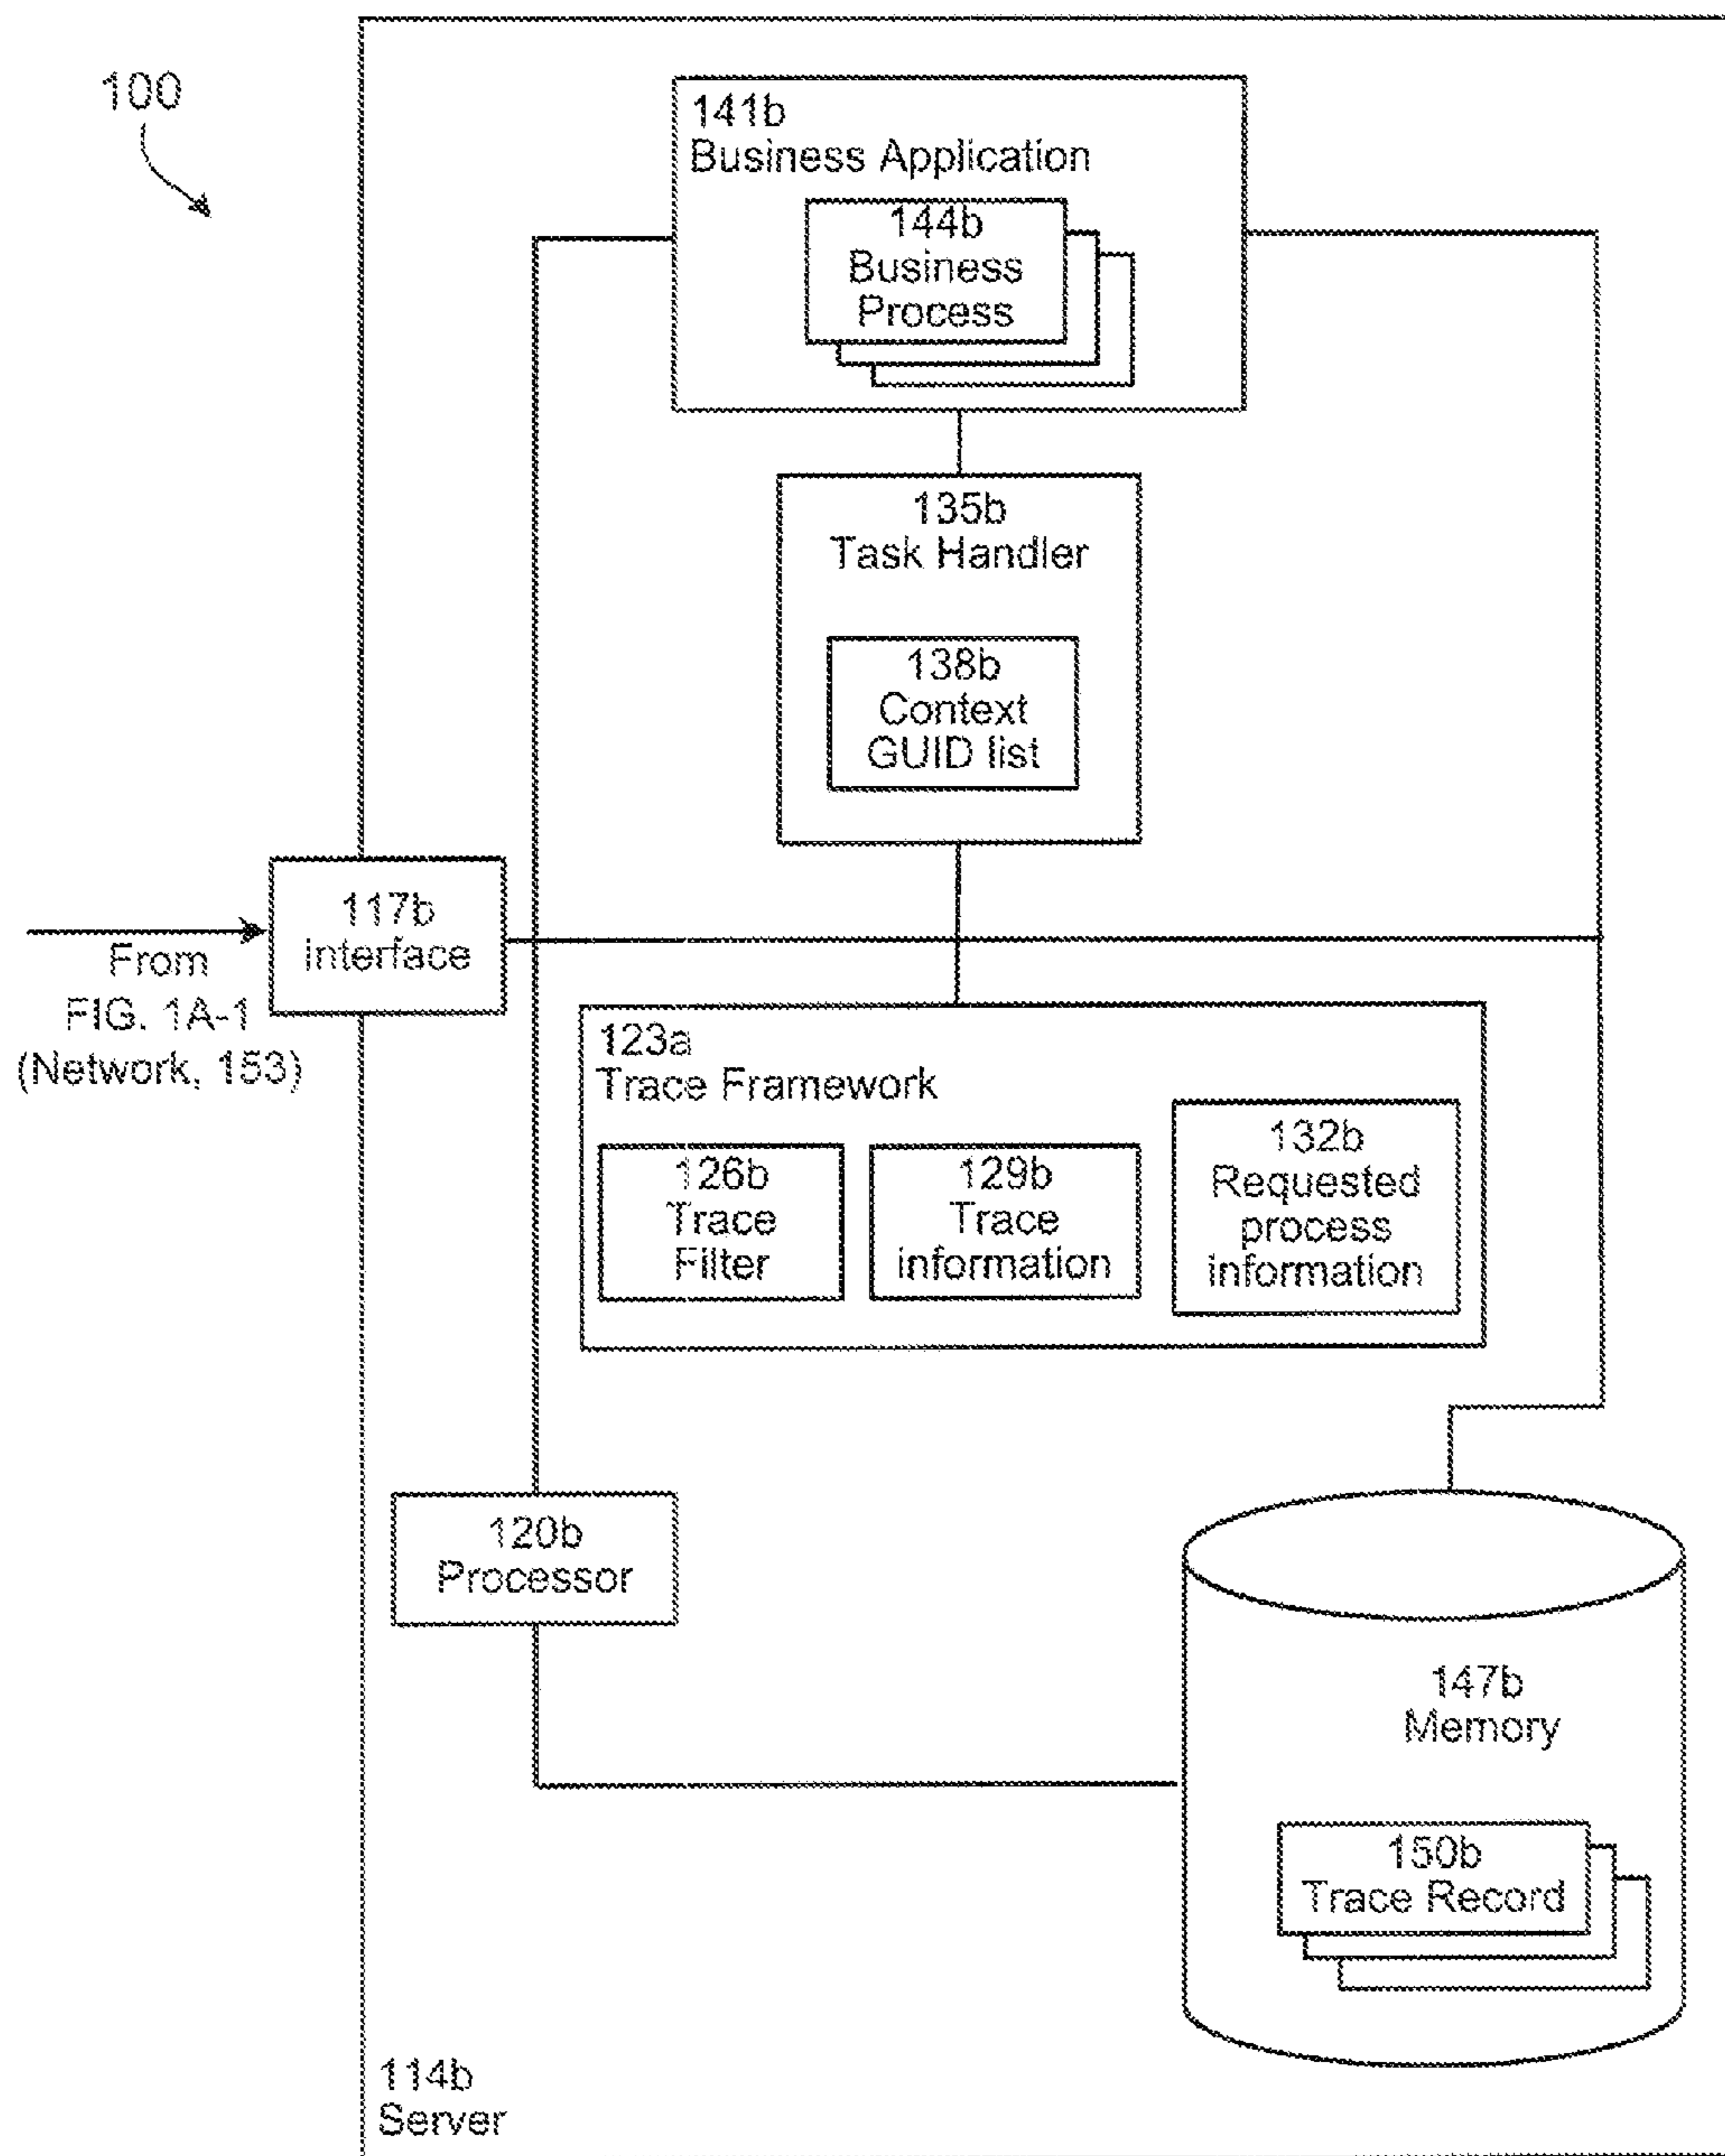 100
141b
Business Application
144b
Business
Process
135b
Task Handler
138b
Context
GUID list
117b
interface
From
FIG. 1A-1
(Network, 153)
123a
Trace Framework
126b
Trace
Filter
129b
Trace
information
132b
Requested
process
information
120b
Processor
147b
Memory
150b
Trace Record
114b
Server